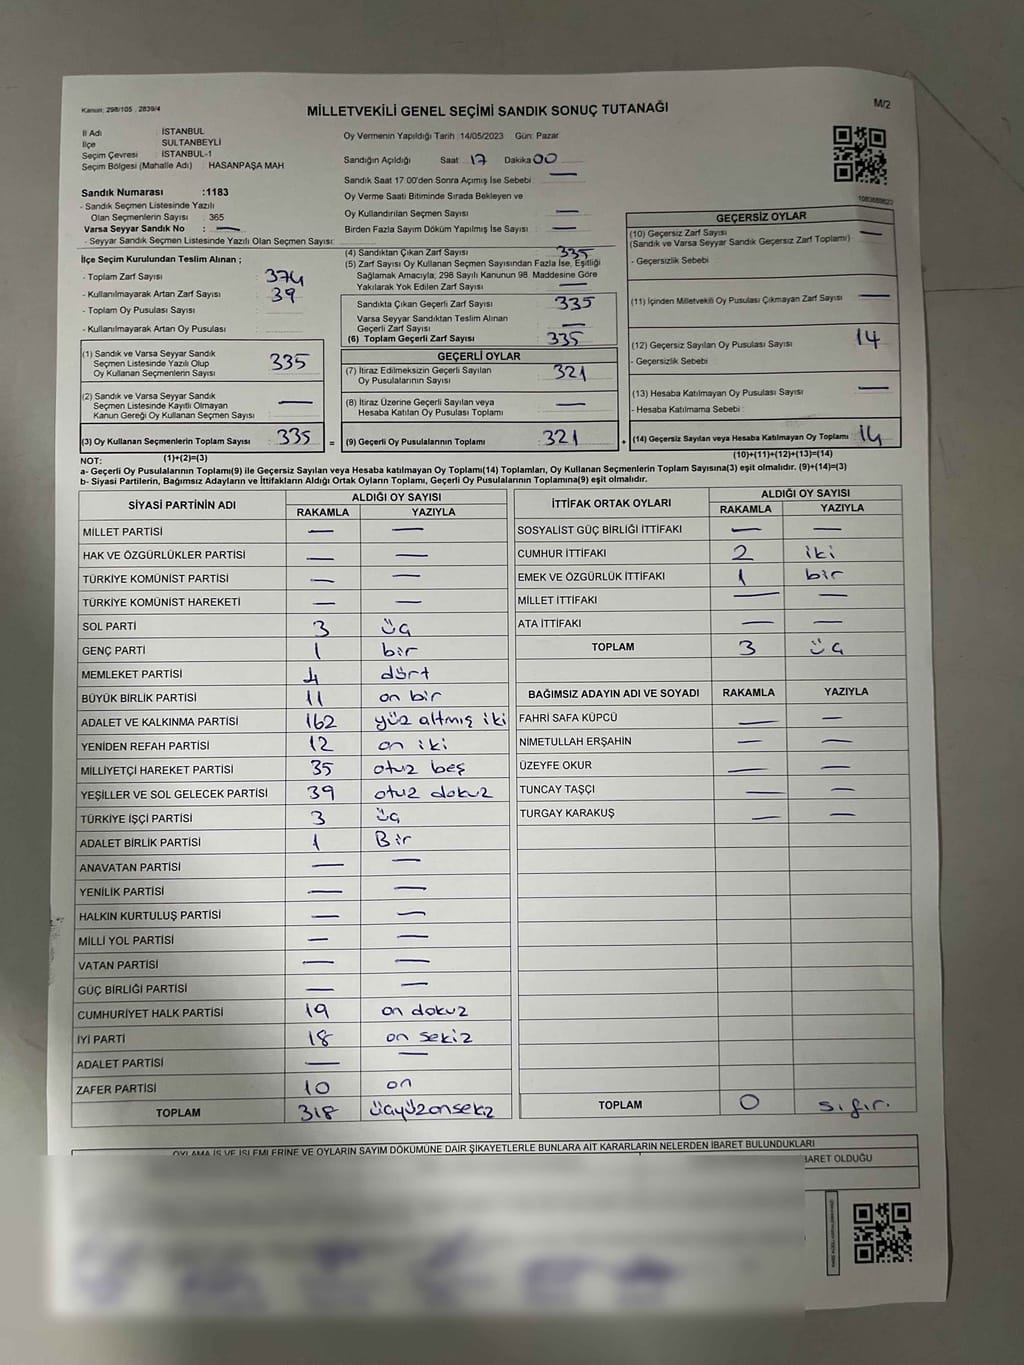 Kanun: 298/105 , 2839/4
MİLLETVEKİLİ GENEL SEÇİMİ SANDIK SONUÇ TUTANAĞI
M/2
İl Adı : İSTANBUL
İlçe : SULTANBEYLİ
Seçim Çevresi : İSTANBUL-1
Seçim Bölgesi (Mahalle Adı) : HASANPAŞA MAH
Sandık Numarası :1183
- Sandık Seçmen Listesinde Yazılı
Olan Seçmenlerin Sayısı : 365
Varsa Seyyar Sandık No : —
- Seyyar Sandık Seçmen Listesinde Yazılı Olan Seçmen Sayısı:
Oy Vermenin Yapıldığı Tarih :14/05/2023 Gün: Pazar
Sandığın Açıldığı Saat 17 Dakika 00
Sandık Saat 17 00'den Sonra Açımış İse Sebebi : —
Oy Verme Saati Bitiminde Sırada Bekleyen ve
Oy Kullandırılan Seçmen Sayısı —
Birden Fazla Sayım Döküm Yapılmış İse Sayısı : —
İlçe Seçim Kurulundan Teslim Alınan ;
- Toplam Zarf Sayısı : 374
- Kullanılmayarak Artan Zarf Sayısı : 39
- Toplam Oy Pusulası Sayısı :
- Kullanılmayarak Artan Oy Pusulası :
(1) Sandık ve Varsa Seyyar Sandık
Seçmen Listesinde Yazılı Olup
Oy Kullanan Seçmenlerin Sayısı : 335
(2) Sandık ve Varsa Seyyar Sandık
Seçmen Listesinde Kayıtlı Olmayan
Kanun Gereği Oy Kullanan Seçmen Sayısı : —
(3) Oy Kullanan Seçmenlerin Toplam Sayısı : 335
(4) Sandıktan Çıkan Zarf Sayısı : 335
(5) Zarf Sayısı Oy Kullanan Seçmen Sayısından Fazla İse, Eşitliği
Sağlamak Amacıyla, 298 Sayılı Kanunun 98. Maddesine Göre
Yakılarak Yok Edilen Zarf Sayısı : —
Sandıkta Çıkan Geçerli Zarf Sayısı : 335
Varsa Seyyar Sandıktan Teslim Alınan
Geçerli Zarf Sayısı : —
(6) Toplam Geçerli Zarf Sayısı : 335
GEÇERLİ OYLAR
(7) İtiraz Edilmeksizin Geçerli Sayılan
Oy Pusulalarının Sayısı : 321
(8) İtiraz Üzerine Geçerli Sayılan veya
Hesaba Katılan Oy Pusulası Toplamı : —
= (9) Geçerli Oy Pusulalarının Toplamı : 321 +
GEÇERSİZ OYLAR
(10) Geçersiz Zarf Sayısı : —
(Sandık ve Varsa Seyyar Sandık Geçersiz Zarf Toplamı)
- Geçersizlik Sebebi :
(11) İçinden Milletvekili Oy Pusulası Çıkmayan Zarf Sayısı : —
(12) Geçersiz Sayılan Oy Pusulası Sayısı : 14
- Geçersizlik Sebebi :
(13) Hesaba Katılmayan Oy Pusulası Sayısı : —
- Hesaba Katılmama Sebebi :
(14) Geçersiz Sayılan veya Hesaba Katılmayan Oy Toplamı : 14
NOT: (1)+(2)=(3) (10)+(11)+(12)+(13)=(14)
a- Geçerli Oy Pusulalarının Toplamı(9) ile Geçersiz Sayılan veya Hesaba katılmayan Oy Toplamı(14) Toplamları, Oy Kullanan Seçmenlerin Toplam Sayısına(3) eşit olmalıdır. (9)+(14)=(3)
b- Siyasi Partilerin, Bağımsız Adayların ve İttifakların Aldığı Ortak Oyların Toplamı, Geçerli Oy Pusulalarının Toplamına(9) eşit olmalıdır.
SİYASİ PARTİNİN ADI ALDIĞI OY SAYISI
RAKAMLA YAZIYLA
MİLLET PARTİSİ — —
HAK VE ÖZGÜRLÜKLER PARTİSİ — —
TÜRKİYE KOMÜNİST PARTİSİ — —
TÜRKİYE KOMÜNİST HAREKETİ — —
SOL PARTİ 3 üç
GENÇ PARTİ 1 bir
MEMLEKET PARTİSİ 4 dört
BÜYÜK BİRLİK PARTİSİ 11 on bir
ADALET VE KALKINMA PARTİSİ 162 yüz altmış iki
YENİDEN REFAH PARTİSİ 12 on iki
MİLLİYETÇİ HAREKET PARTİSİ 35 otuz beş
YEŞİLLER VE SOL GELECEK PARTİSİ 39 otuz dokuz
TÜRKİYE İŞÇİ PARTİSİ 3 üç
ADALET BİRLİK PARTİSİ 1 Bir
ANAVATAN PARTİSİ — —
YENİLİK PARTİSİ — —
HALKIN KURTULUŞ PARTİSİ — —
MİLLİ YOL PARTİSİ — —
VATAN PARTİSİ — —
GÜÇ BİRLİĞİ PARTİSİ — —
CUMHURİYET HALK PARTİSİ 19 on dokuz
İYİ PARTİ 18 on sekiz
ADALET PARTİSİ — —
ZAFER PARTİSİ 10 on
TOPLAM 318 üçyüzonsekiz
İTTİFAK ORTAK OYLARI ALDIĞI OY SAYISI
RAKAMLA YAZIYLA
SOSYALİST GÜÇ BİRLİĞİ İTTİFAKI — —
CUMHUR İTTİFAKI 2 iki
EMEK VE ÖZGÜRLÜK İTTİFAKI 1 bir
MİLLET İTTİFAKI — —
ATA İTTİFAKI — —
TOPLAM 3 üç
BAĞIMSIZ ADAYIN ADI VE SOYADI RAKAMLA YAZIYLA
FAHRİ SAFA KÜPCÜ — —
NİMETULLAH ERŞAHİN — —
ÜZEYFE OKUR — —
TUNCAY TAŞÇI — —
TURGAY KARAKUŞ — —
TOPLAM 0 sıfır.
OYLAMA İŞ VE İŞLEMLERİNE VE OYLARIN SAYIM DÖKÜMÜNE DAİR ŞİKAYETLERLE BUNLARA AİT KARARLARIN NELERDEN İBARET BULUNDUKLARI
İBARET OLDUĞU